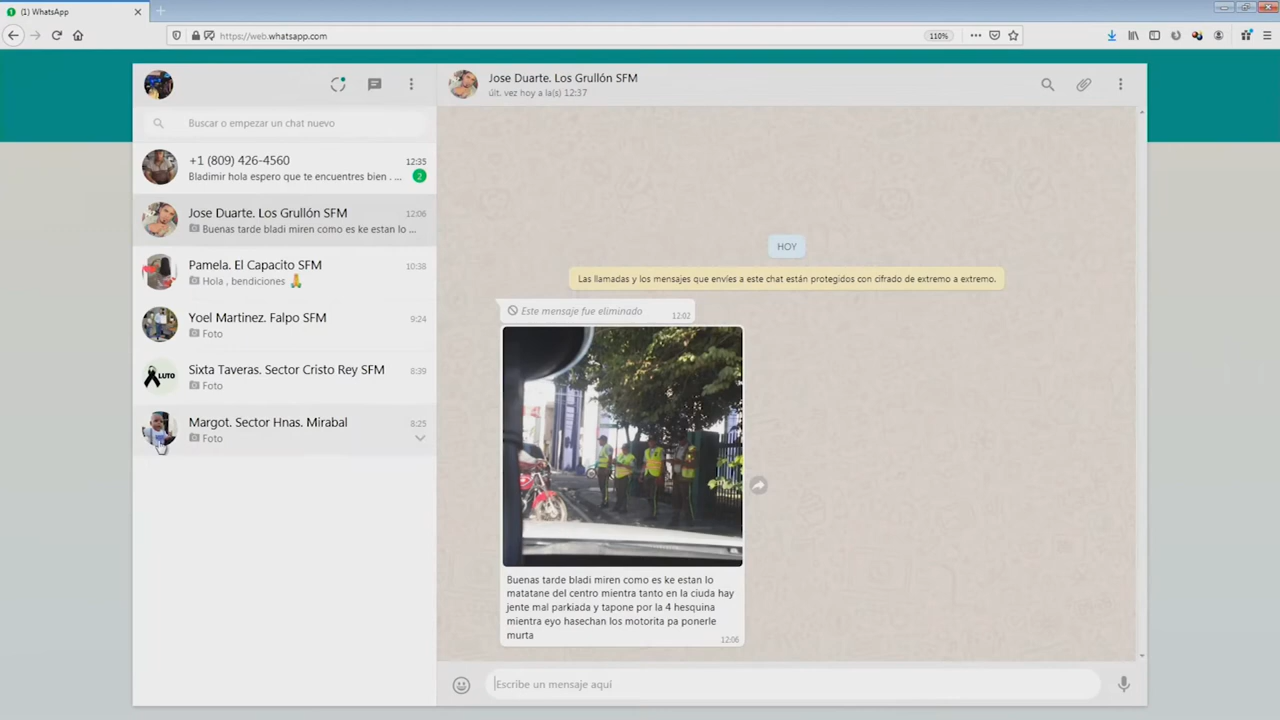 (1) WhatsApp
https://web.whatsapp.com
110%
Buscar o empezar un chat nuevo
+1 (809) 426-4560
12:35
Bladimir hola espero que te encuentres bien . ...
2
Jose Duarte. Los Grullón SFM
12:06
Buenas tarde bladi miren como es ke estan lo ...
Pamela. El Capacito SFM
10:38
Hola , bendiciones 🙏
Yoel Martinez. Falpo SFM
9:24
Foto
Sixta Taveras. Sector Cristo Rey SFM
8:39
Foto
LUTO
Margot. Sector Hnas. Mirabal
8:25
Foto
Jose Duarte. Los Grullón SFM
últ. vez hoy a la(s) 12:37
HOY
Las llamadas y los mensajes que envíes a este chat están protegidos con cifrado de extremo a extremo.
Este mensaje fue eliminado
12:02
Buenas tarde bladi miren como es ke estan lo
matatane del centro mientra tanto en la ciuda hay
jente mal parkiada y tapone por la 4 hesquina
mientra eyo hasechan los motorita pa ponerle
murta
12:06
Escribe un mensaje aquí